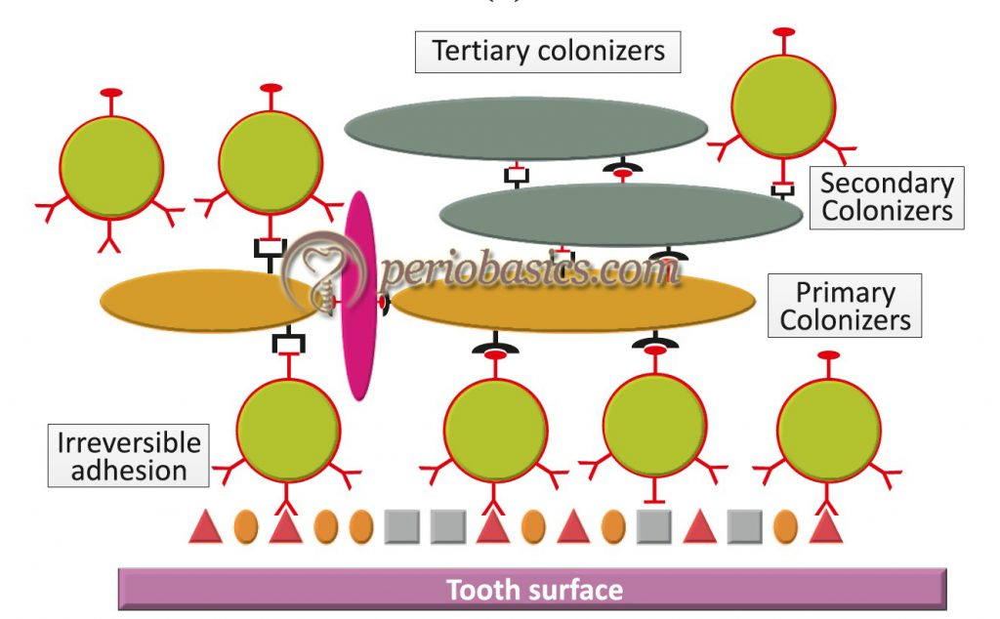 Tertiary colonizers
Secondary
Colonizers
periobasics.com
Primary
Colonizers
Irreversible
adhesion
Tooth surface